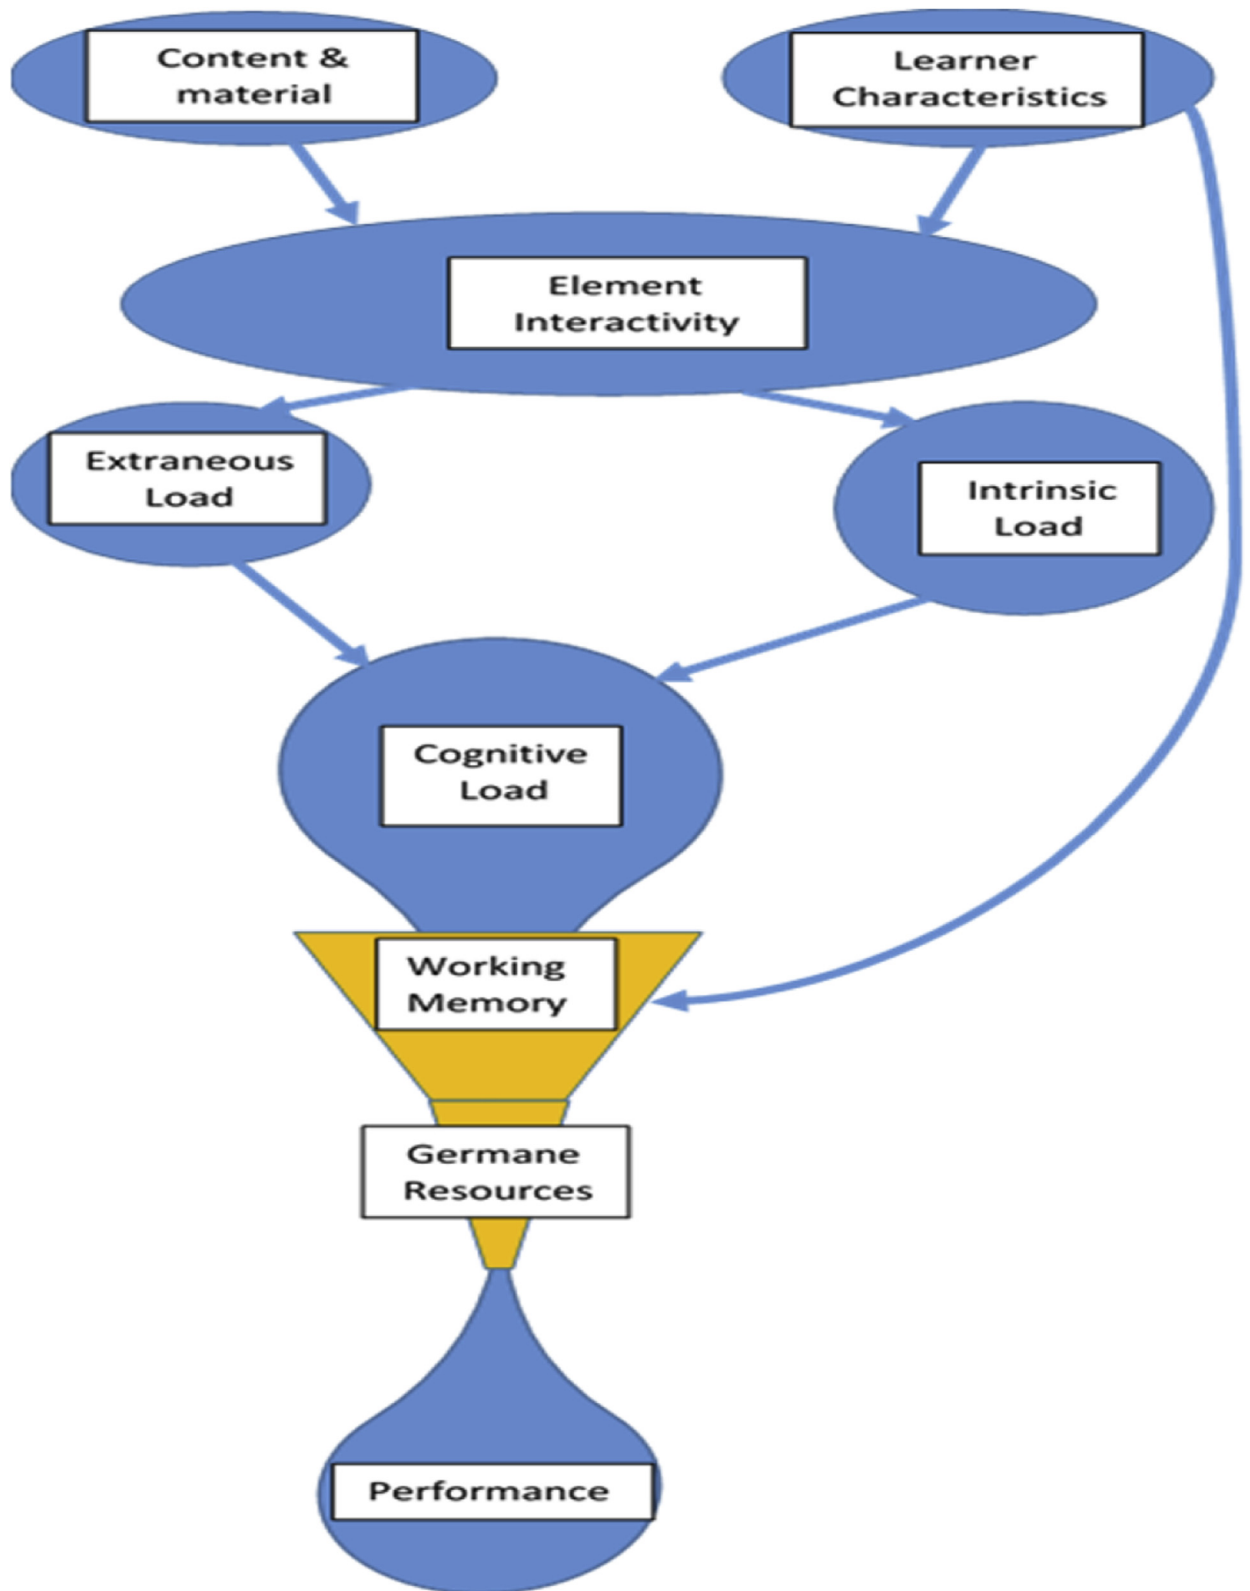 Content &
material
Learner
Characteristics
Element
Interactivity
Extraneous
Load
Intrinsic
Load
Cognitive
Load
Working
Memory
Germane
Resources
Performance